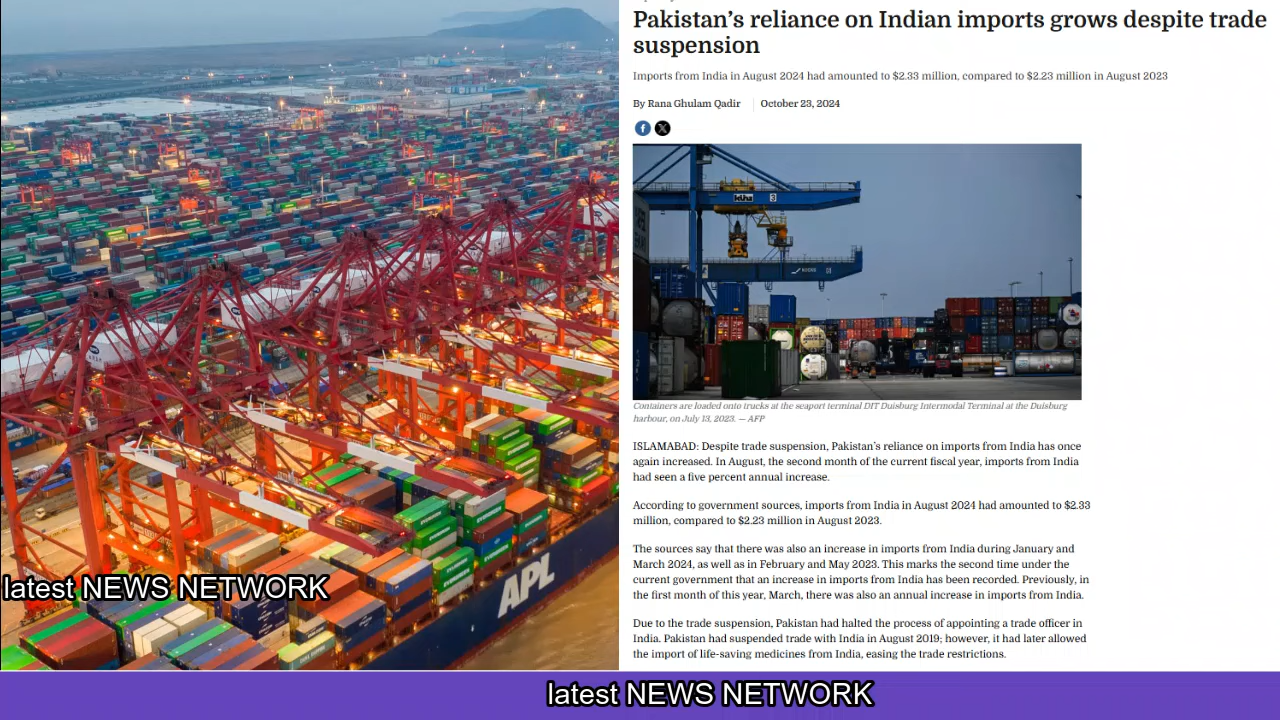 Pakistan's reliance on Indian imports grows despite trade
suspension
Imports from India in August 2024 had amounted to $2.33 million, compared to $2.23 million in August 2023
By Rana Ghulam Qadir
October 23, 2024
kühz 3
Containers are loaded onto trucks at the seaport terminal DIT Duisburg Intermodal Terminal at the Duisburg
harbour, on July 13, 2023. — AFP
ISLAMABAD: Despite trade suspension, Pakistan's reliance on imports from India has once
again increased. In August, the second month of the current fiscal year, imports from India
had seen a five percent annual increase.
According to government sources, imports from India in August 2024 had amounted to $2.33
million, compared to $2.23 million in August 2023.
The sources say that there was also an increase in imports from India during January and
March 2024, as well as in February and May 2023. This marks the second time under the
current government that an increase in imports from India has been recorded. Previously, in
the first month of this year, March, there was also an annual increase in imports from India.
Due to the trade suspension, Pakistan had halted the process of appointing a trade officer in
India. Pakistan had suspended trade with India in August 2019; however, it had later allowed
the import of life-saving medicines from India, easing the trade restrictions.
APL
latest NEWS NETWORK
latest NEWS NETWORK